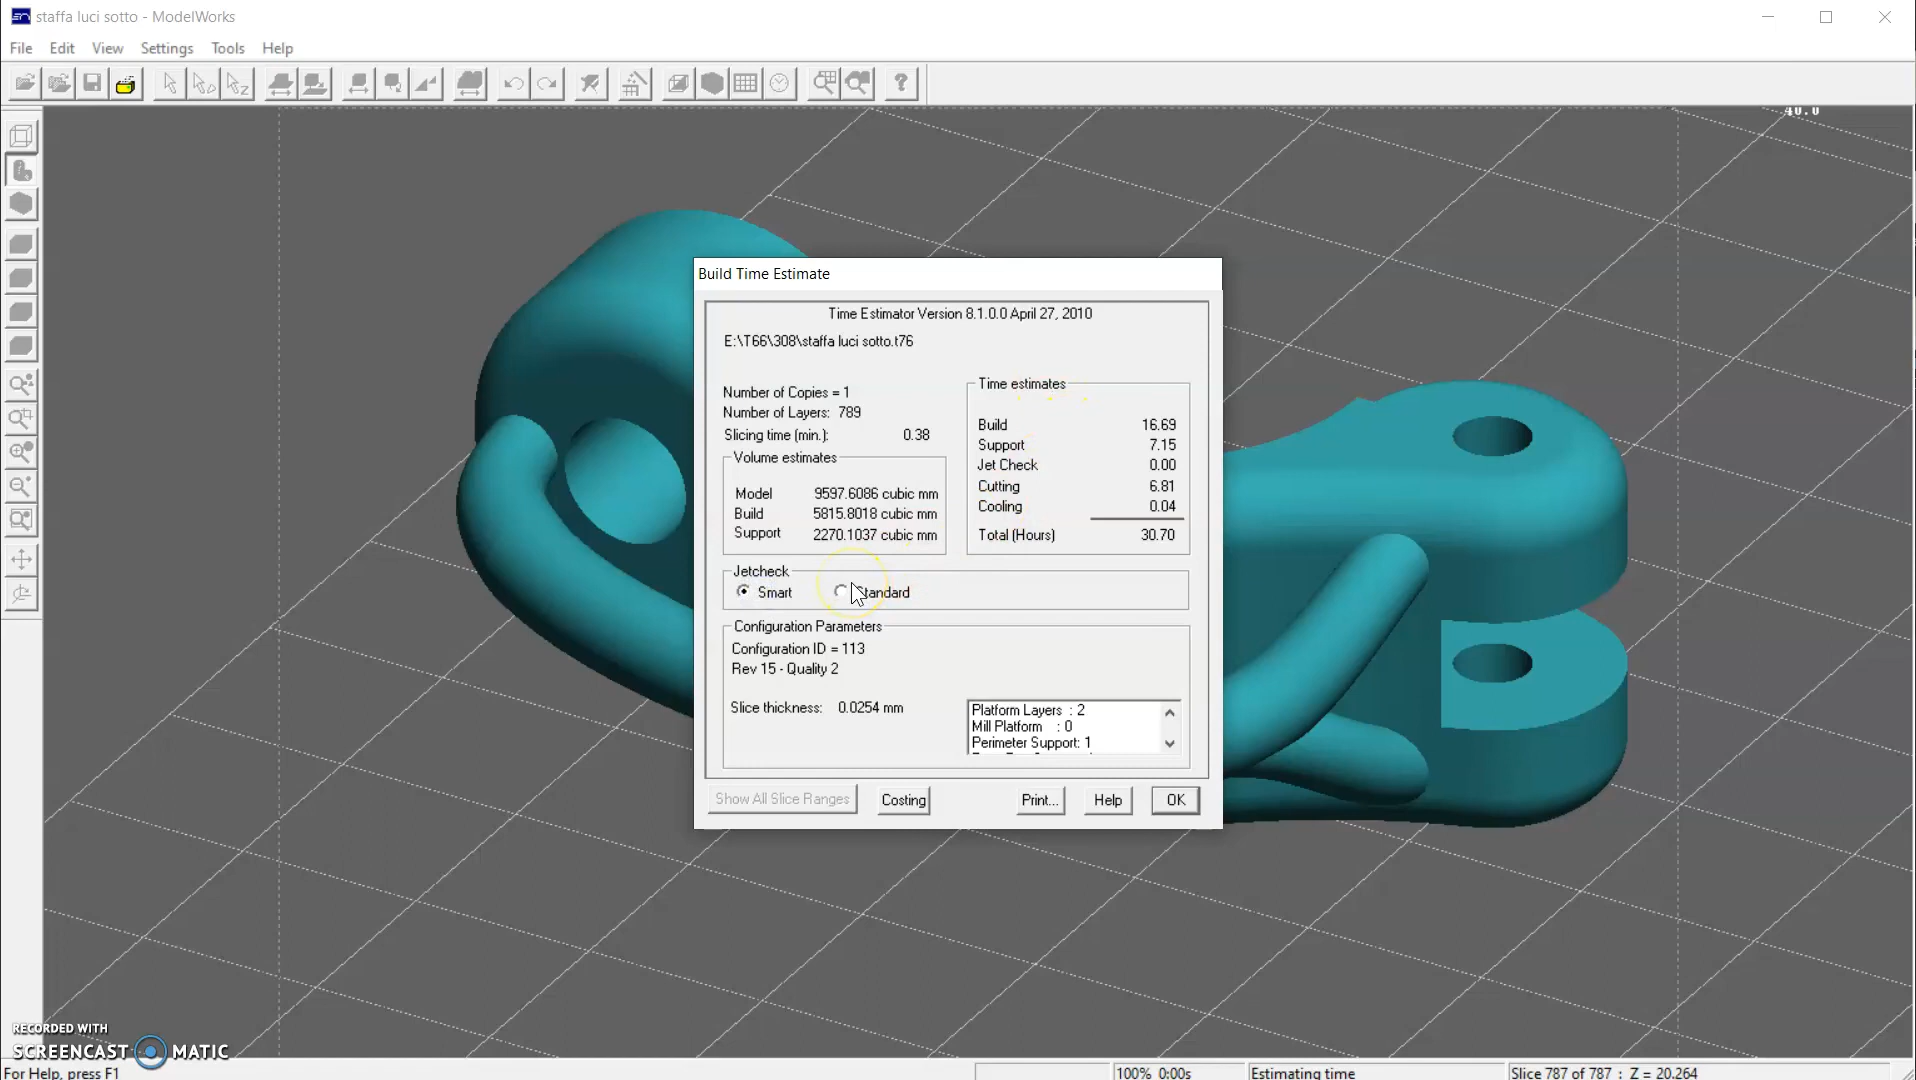 staffa luci sotto - ModelWorks
File Edit View Settings Tools Help
40.0
Build Time Estimate
Time Estimator Version 8.1.0.0 April 27, 2010
E:\T66\308\staffa luci sotto.t76
Number of Copies = 1
Number of Layers: 789
Slicing time (min.): 0.38
Volume estimates
Model 9597.6086 cubic mm
Build 5815.8018 cubic mm
Support 2270.1037 cubic mm
Time estimates
Build 16.69
Support 7.15
Jet Check 0.00
Cutting 6.81
Cooling 0.04
Total (Hours) 30.70
Jetcheck
Smart Standard
Configuration Parameters
Configuration ID = 113
Rev 15 - Quality 2
Slice thickness: 0.0254 mm
Platform Layers : 2
Mill Platform : 0
Perimeter Support: 1
Show All Slice Ranges Costing Print... Help OK
RECORDED WITH
SCREENCAST MATIC
For Help, press F1 100% 0:00s Estimating time Slice 787 of 787 : Z = 20.264